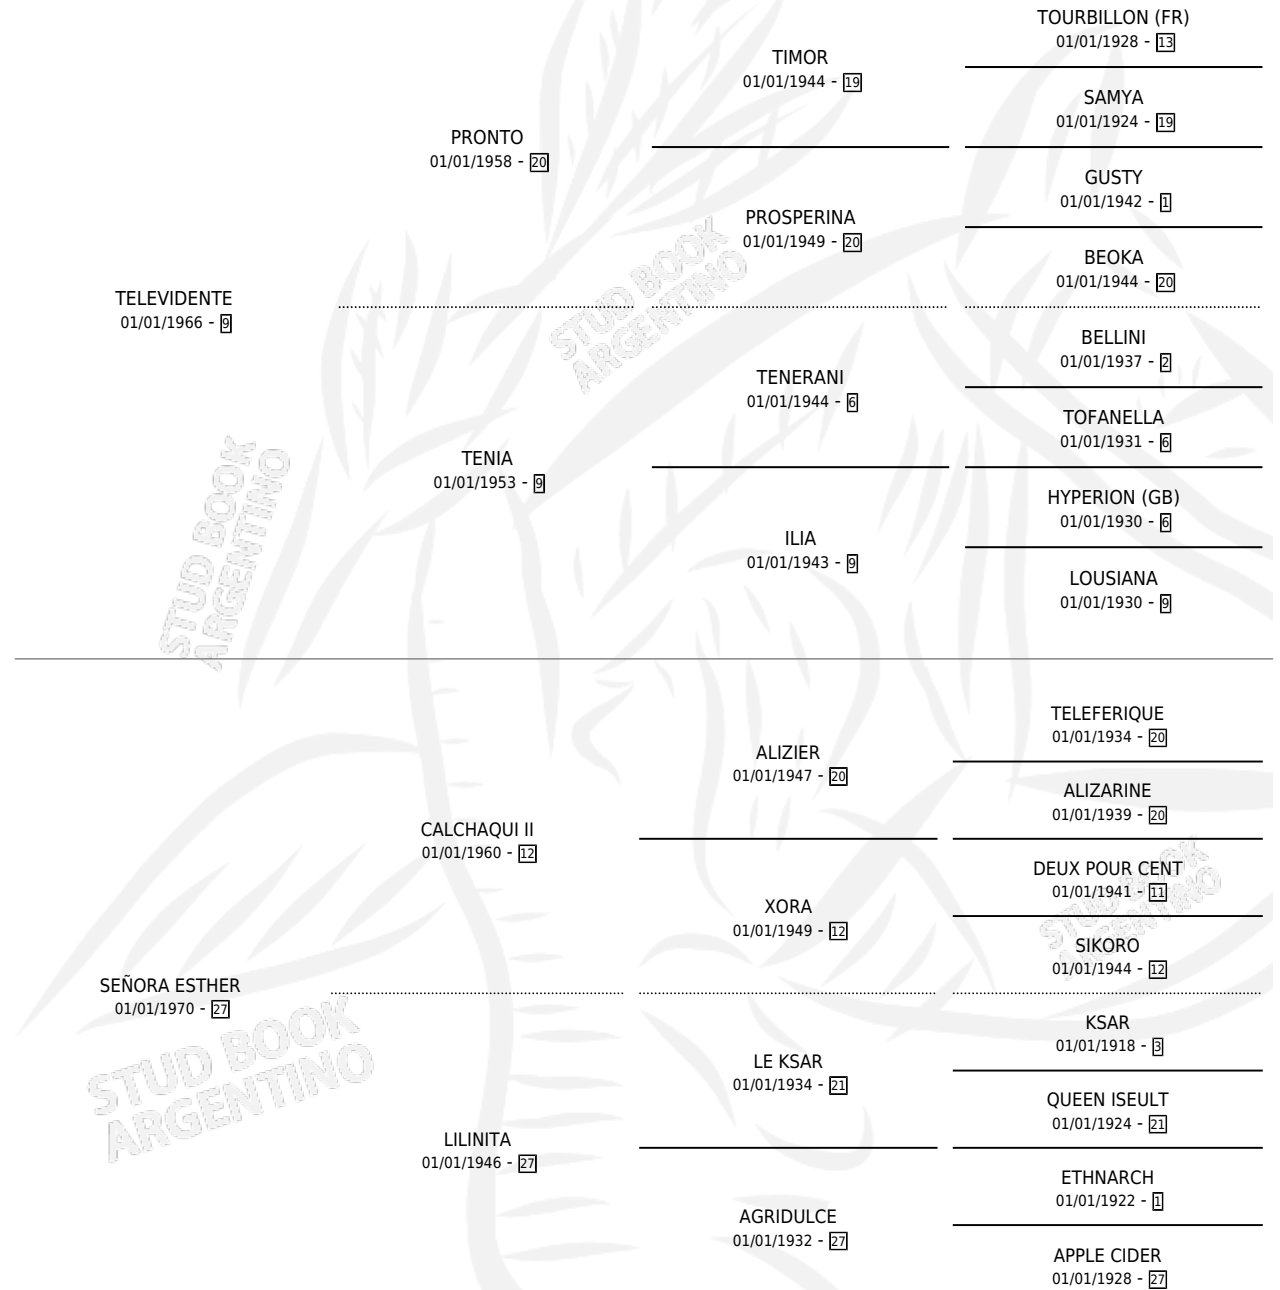 TOURBILLON (FR)
01/01/1928 - 13
TIMOR
01/01/1944 - 19
SAMYA
01/01/1924 - 19
PRONTO
01/01/1958 - 20
GUSTY
01/01/1942 - 1
PROSPERINA
01/01/1949 - 20
BEOKA
01/01/1944 - 20
STUD BOOK
ARGENTINO
TELEVIDENTE
01/01/1966 - 9
BELLINI
01/01/1937 - 2
TENERANI
01/01/1944 - 6
TOFANELLA
01/01/1931 - 6
TENIA
01/01/1953 - 9
HYPERION (GB)
01/01/1930 - 6
ILIA
01/01/1943 - 9
LOUSIANA
01/01/1930 - 9
STUD BOOK
ARGENTINO
TELEFERIQUE
01/01/1934 - 20
ALIZIER
01/01/1947 - 20
ALIZARINE
01/01/1939 - 20
CALCHAQUI II
01/01/1960 - 12
DEUX POUR CENT
01/01/1941 - 11
XORA
01/01/1949 - 12
STUD BOOK
ARGENTINO
SIKORO
01/01/1944 - 12
SEÑORA ESTHER
01/01/1970 - 27
KSAR
01/01/1918 - 3
LE KSAR
01/01/1934 - 21
QUEEN ISEULT
01/01/1924 - 21
STUD BOOK
ARGENTINO
LILINITA
01/01/1946 - 27
ETHNARCH
01/01/1922 - 1
AGRIDULCE
01/01/1932 - 27
APPLE CIDER
01/01/1928 - 27